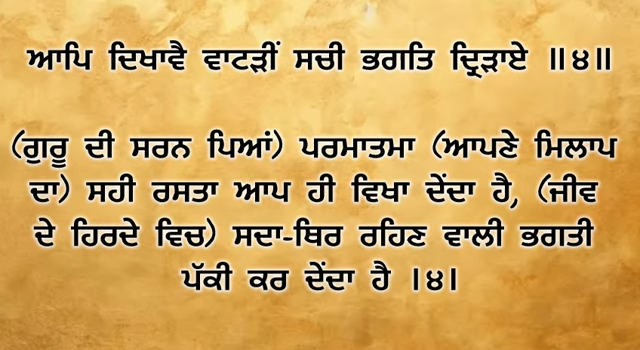 ਆਪਿ ਦਿਖਾਵੈ ਵਾਟੜੀਂ ਸਚੀ ਭਗਤਿ ਦ੍ਰਿੜਾਏ ॥੪॥
(ਗੁਰੂ ਦੀ ਸਰਨ ਪਿਆਂ) ਪਰਮਾਤਮਾ (ਆਪਣੇ ਮਿਲਾਪ
ਦਾ) ਸਹੀ ਰਸਤਾ ਆਪ ਹੀ ਵਿਖਾ ਦੇਂਦਾ ਹੈ, (ਜੀਵ
ਦੇ ਹਿਰਦੇ ਵਿਚ) ਸਦਾ-ਥਿਰ ਰਹਿਣ ਵਾਲੀ ਭਗਤੀ
ਪੱਕੀ ਕਰ ਦੇਂਦਾ ਹੈ ।੪।